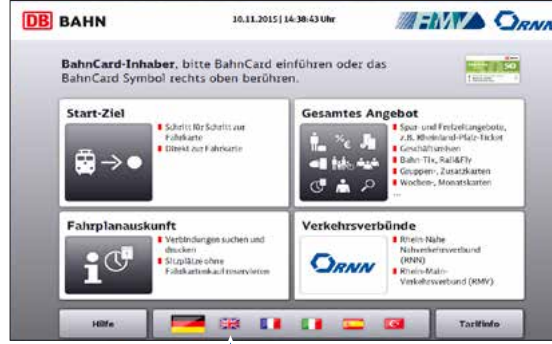 DB BAHN
10.11.2015 | 14:38:43 Uhr
RMV
RNN
BahnCard-Inhaber, bitte BahnCard einführen oder das
BahnCard Symbol rechts oben berühren.
50
Start-Ziel
Schritt für Schritt zur
Fahrkarte
Direkt zur Fahrkarte
Gesamtes Angebot
Spar- und Freizeitangebote,
z.B. Rheinland-Pfalz-Ticket
Geschäftsreisen
Bahn-Tix, Rail&Fly
Gruppen-, Zusatzkarten
Wochen-, Monatskarten
...
Fahrplanauskunft
Verbindungen suchen und
drucken
Sitzplätze ohne
Fahrkartenkauf reservieren
Verkehrsverbünde
RNN
Rhein-Nahe
Nahverkehrsverbund
(RNN)
Rhein-Main-
Verkehrsverbund (RMV)
Hilfe
Tarifinfo